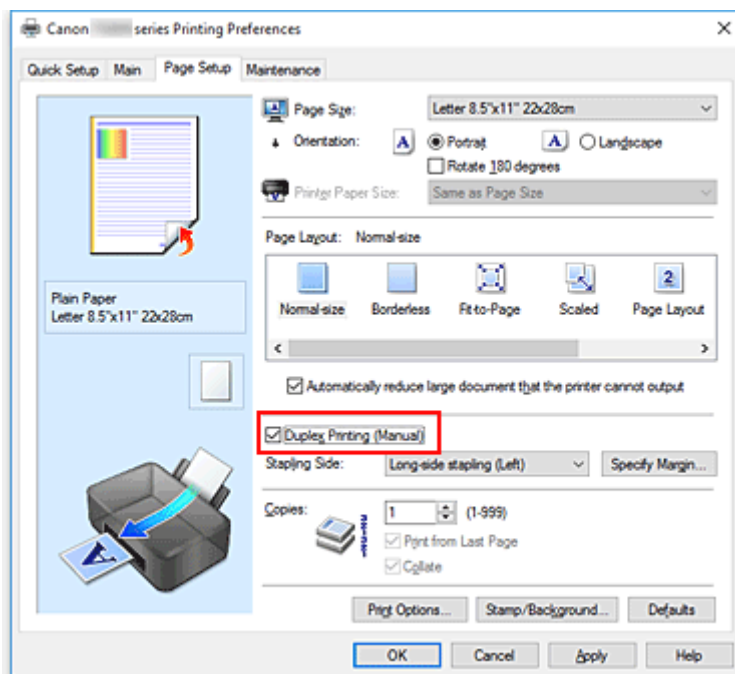 Canon series Printing Preferences
Quick Setup Main Page Setup Maintenance
Page Size: Letter 8.5"x11" 22x28cm
Orientation: A Portrait A Landscape
Rotate 180 degrees
Printer Paper Size: Same as Page Size
Page Layout: Normal-size
2
Normal-size Borderless Fit-to-Page Scaled Page Layout
Plain Paper
Letter 8.5"x11" 22x28cm
Automatically reduce large document that the printer cannot output
Duplex Printing (Manual)
Stapling Side: Long-side stapling (Left) Specify Margin...
Copies: 1 (1-999)
Print from Last Page
Collate
A
Print Options... Stamp/Background... Defaults
OK Cancel Apply Help